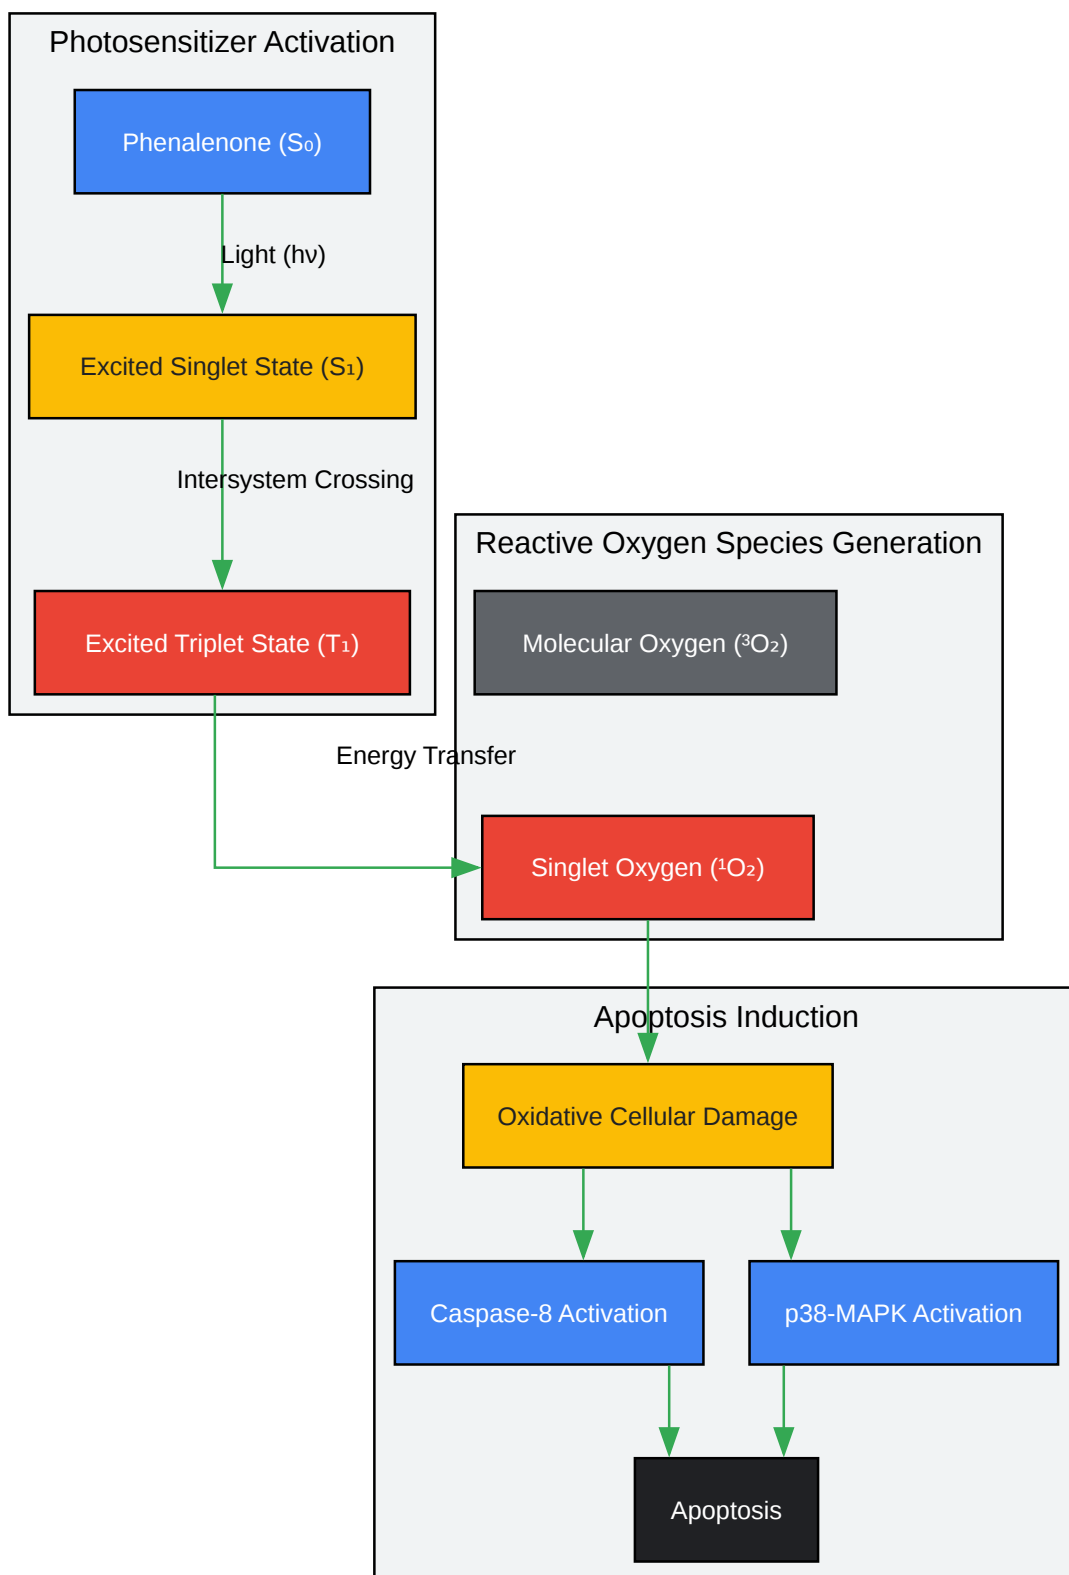 Photosensitizer Activation
Phenalenone (S₀)
Light (hν)
Excited Singlet State (S₁)
Intersystem Crossing
Excited Triplet State (T₁)
Reactive Oxygen Species Generation
Molecular Oxygen (³O₂)
Energy Transfer
Singlet Oxygen (¹O₂)
Apoptosis Induction
Oxidative Cellular Damage
Caspase-8 Activation
p38-MAPK Activation
Apoptosis